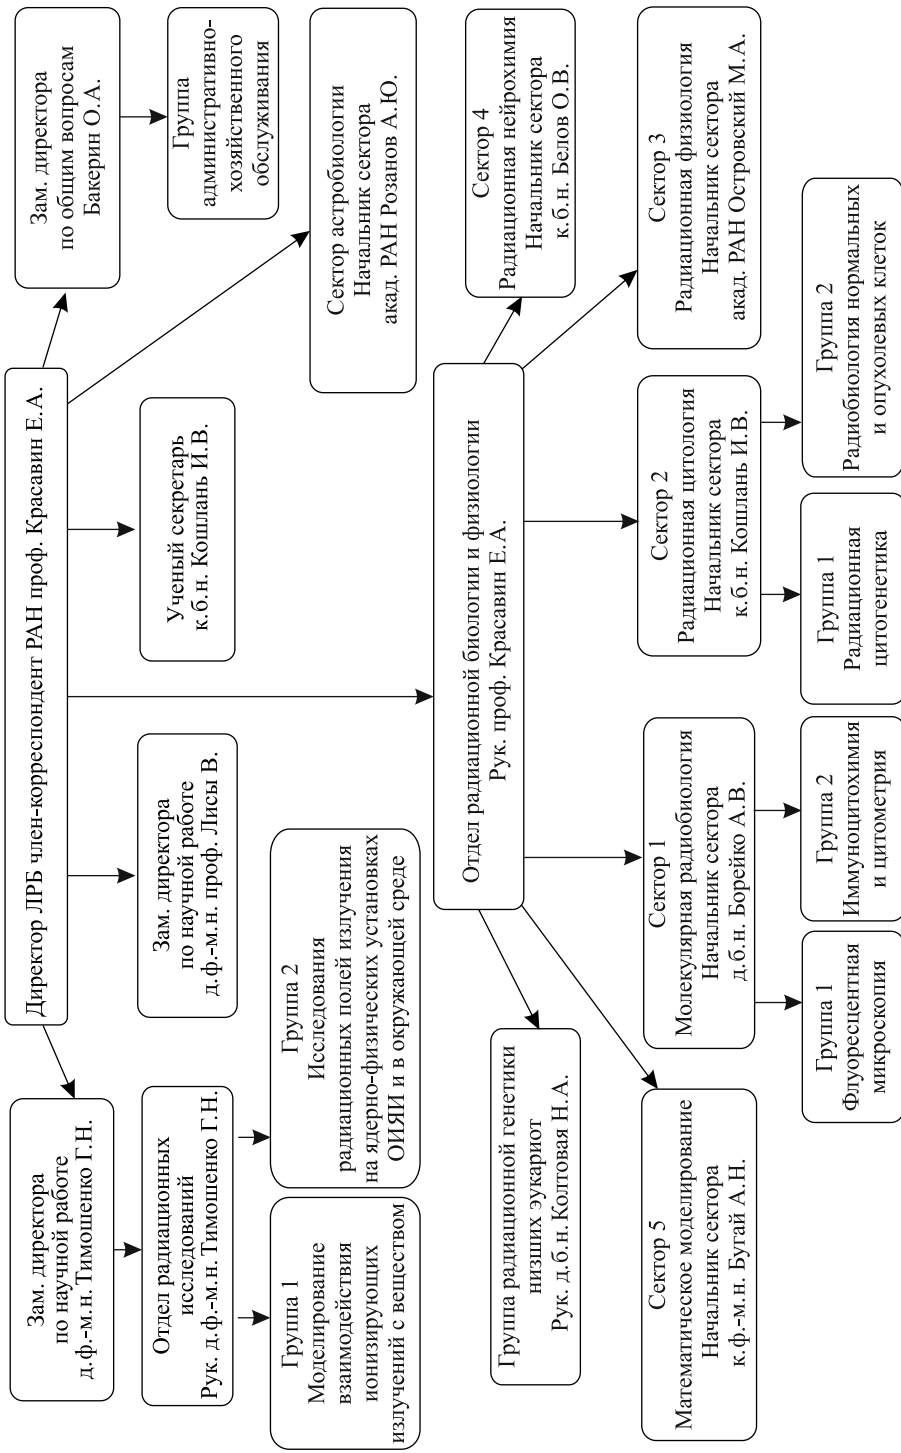 Директор ЛРБ член-корреспондент РАН проф. Красавин Е.А.
Зам. директора
по научной работе
д.ф.-м.н. Тимошенко Г.Н.
Отдел радиационных
исследований
Рук. д.ф.-м.н. Тимошенко Г.Н.
Группа 1
Моделирование
взаимодействия
ионизирующих
излучений с веществом
Группа 2
Исследования
радиационных полей излучения
на ядерно-физических установках
ОИЯИ и в окружающей среде
Зам. директора
по научной работе
д.ф.-м.н. проф. Лисы В.
Ученый секретарь
к.б.н. Кошлань И.В.
Зам. директора
по общим вопросам
Бакерин О.А.
Группа
административно-
хозяйственного
обслуживания
Сектор астробиологии
Начальник сектора
акад. РАН Розанов А.Ю.
Отдел радиационной биологии и физиологии
Рук. проф. Красавин Е.А.
Группа радиационной генетики
низших эукариот
Рук. д.б.н. Колтовая Н.А.
Сектор 4
Радиационная нейрохимия
Начальник сектора
к.б.н. Белов О.В.
Сектор 5
Математическое моделирование
Начальник сектора
к.ф.-м.н. Бугай А.Н.
Сектор 1
Молекулярная радиобиология
Начальник сектора
д.б.н. Борейко А.В.
Сектор 2
Радиационная цитология
Начальник сектора
к.б.н. Кошлань И.В.
Сектор 3
Радиационная физиология
Начальник сектора
акад. РАН Островский М.А.
Группа 1
Флуоресцентная
микроскопия
Группа 2
Иммуноцитохимия
и цитометрия
Группа 1
Радиационная
цитогенетика
Группа 2
Радиобиология нормальных
и опухолевых клеток